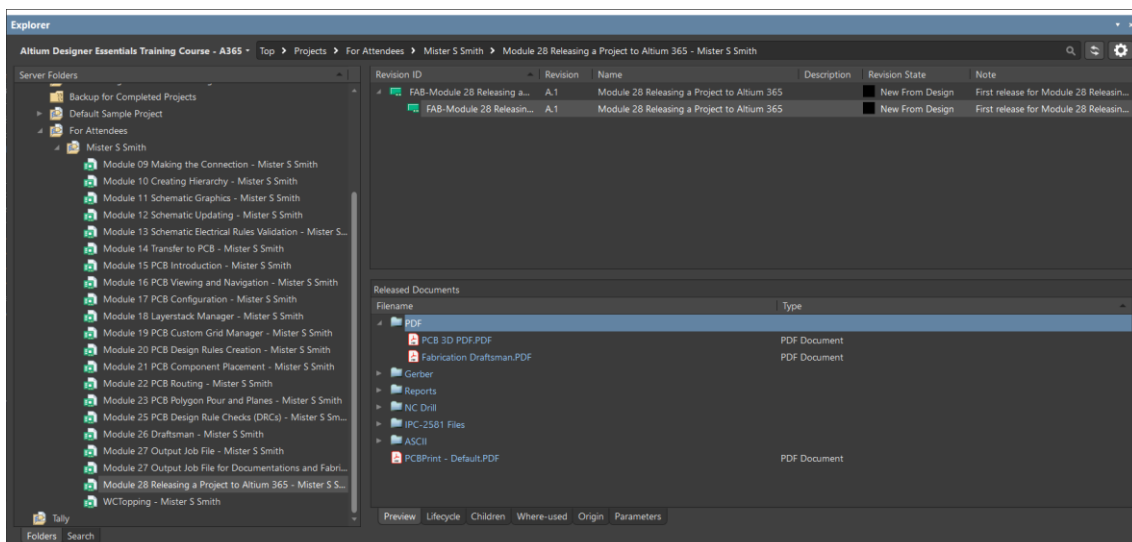 Explorer
Altium Designer Essentials Training Course - A365 Top > Projects > For Attendees > Mister S Smith > Module 28 Releasing a Project to Altium 365 - Mister S Smith
Server Folders
Backup for Completed Projects
Default Sample Project
For Attendees
Mister S Smith
Module 09 Making the Connection - Mister S Smith
Module 10 Creating Hierarchy - Mister S Smith
Module 11 Schematic Graphics - Mister S Smith
Module 12 Schematic Updating - Mister S Smith
Module 13 Schematic Electrical Rules Validation - Mister S...
Module 14 Transfer to PCB - Mister S Smith
Module 15 PCB Introduction - Mister S Smith
Module 16 PCB Viewing and Navigation - Mister S Smith
Module 17 PCB Configuration - Mister S Smith
Module 18 Layerstack Manager - Mister S Smith
Module 19 PCB Custom Grid Manager - Mister S Smith
Module 20 PCB Design Rules Creation - Mister S Smith
Module 21 PCB Component Placement - Mister S Smith
Module 22 PCB Routing - Mister S Smith
Module 23 PCB Polygon Pour and Planes - Mister S Smith
Module 25 PCB Design Rule Checks (DRCs) - Mister S Sm...
Module 26 Draftsman - Mister S Smith
Module 27 Output Job File - Mister S Smith
Module 27 Output Job File for Documentations and Fabri...
Module 28 Releasing a Project to Altium 365 - Mister S S...
WCTopping - Mister S Smith
Tally
Folders Search
Revision ID Revision Name Description Revision State Note
FAB-Module 28 Releasing a... A.1 Module 28 Releasing a Project to Altium 365 New From Design First release for Module 28 Releasin...
FAB-Module 28 Releasin... A.1 Module 28 Releasing a Project to Altium 365 New From Design First release for Module 28 Releasin...
Released Documents
Filename Type
PDF
PCB 3D PDF.PDF PDF Document
Fabrication Draftsman.PDF PDF Document
Gerber
Reports
NC Drill
IPC-2581 Files
ASCII
PCBPrint - Default.PDF PDF Document
Preview Lifecycle Children Where-used Origin Parameters